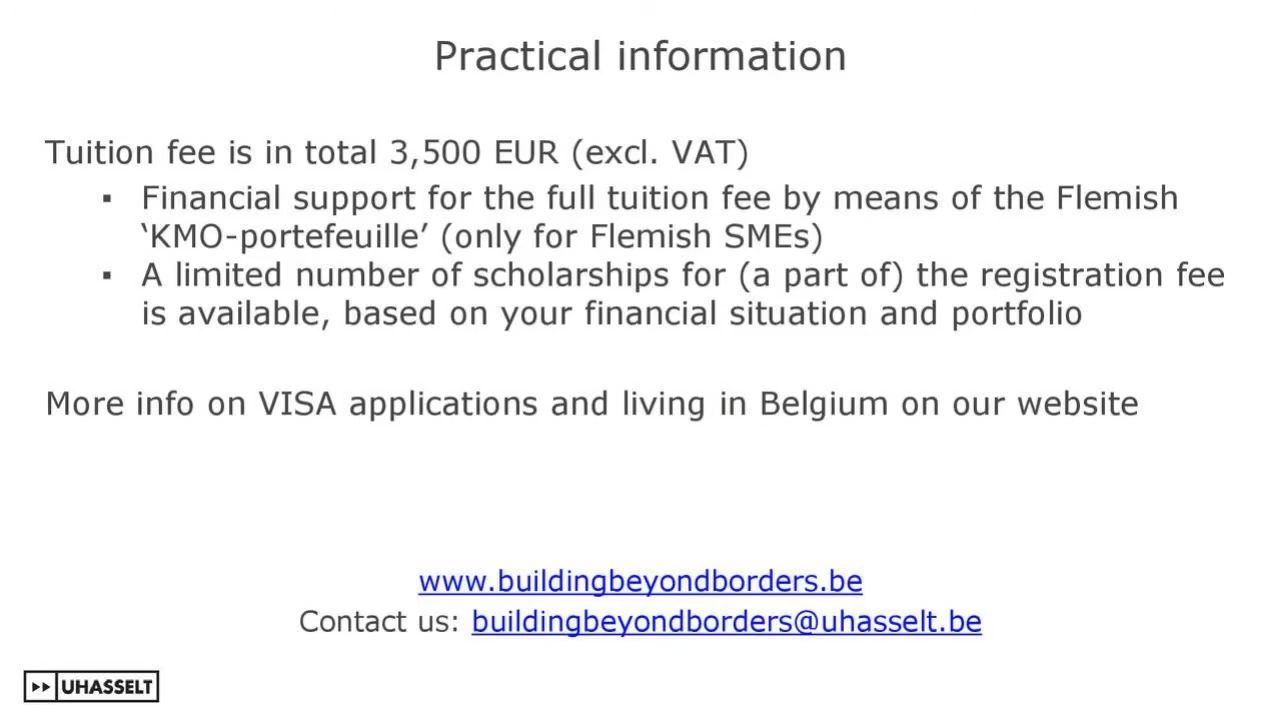 Practical information
Tuition fee is in total 3,500 EUR (excl. VAT)
▪ Financial support for the full tuition fee by means of the Flemish
‘KMO-portefeuille’ (only for Flemish SMEs)
▪ A limited number of scholarships for (a part of) the registration fee
is available, based on your financial situation and portfolio
More info on VISA applications and living in Belgium on our website
www.buildingbeyondborders.be
Contact us: buildingbeyondborders@uhasselt.be
UHASSELT